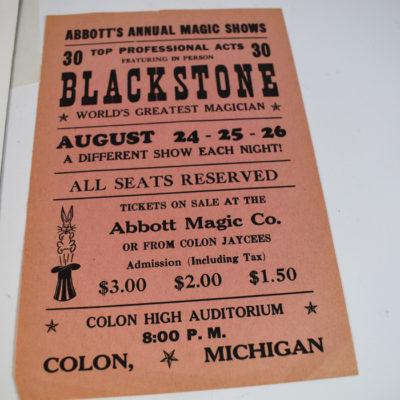 ABBOTT'S ANNUAL MAGIC SHOWS
30 TOP PROFESSIONAL ACTS 30
FEATURING IN PERSON
BLACKSTONE
WORLD'S GREATEST MAGICIAN
AUGUST 24 - 25 - 26
A DIFFERENT SHOW EACH NIGHT!
ALL SEATS RESERVED
TICKETS ON SALE AT THE
Abbott Magic Co.
OR FROM COLON JAYCEES
Admission (Including Tax)
$3.00 $2.00 $1.50
COLON HIGH AUDITORIUM
8:00 P. M.
COLON, MICHIGAN